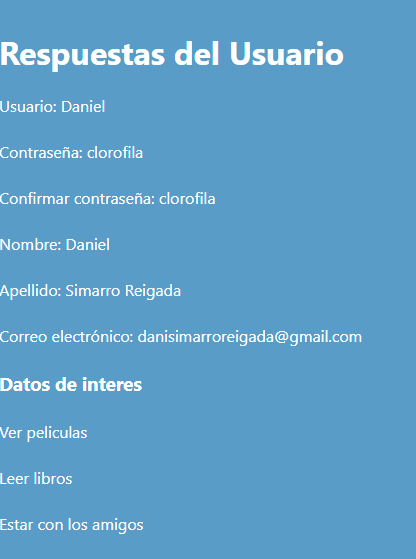 Respuestas del Usuario
Usuario: Daniel
Contraseña: clorofila
Confirmar contraseña: clorofila
Nombre: Daniel
Apellido: Simarro Reigada
Correo electrónico: danisimarroreigada@gmail.com
Datos de interes
Ver peliculas
Leer libros
Estar con los amigos